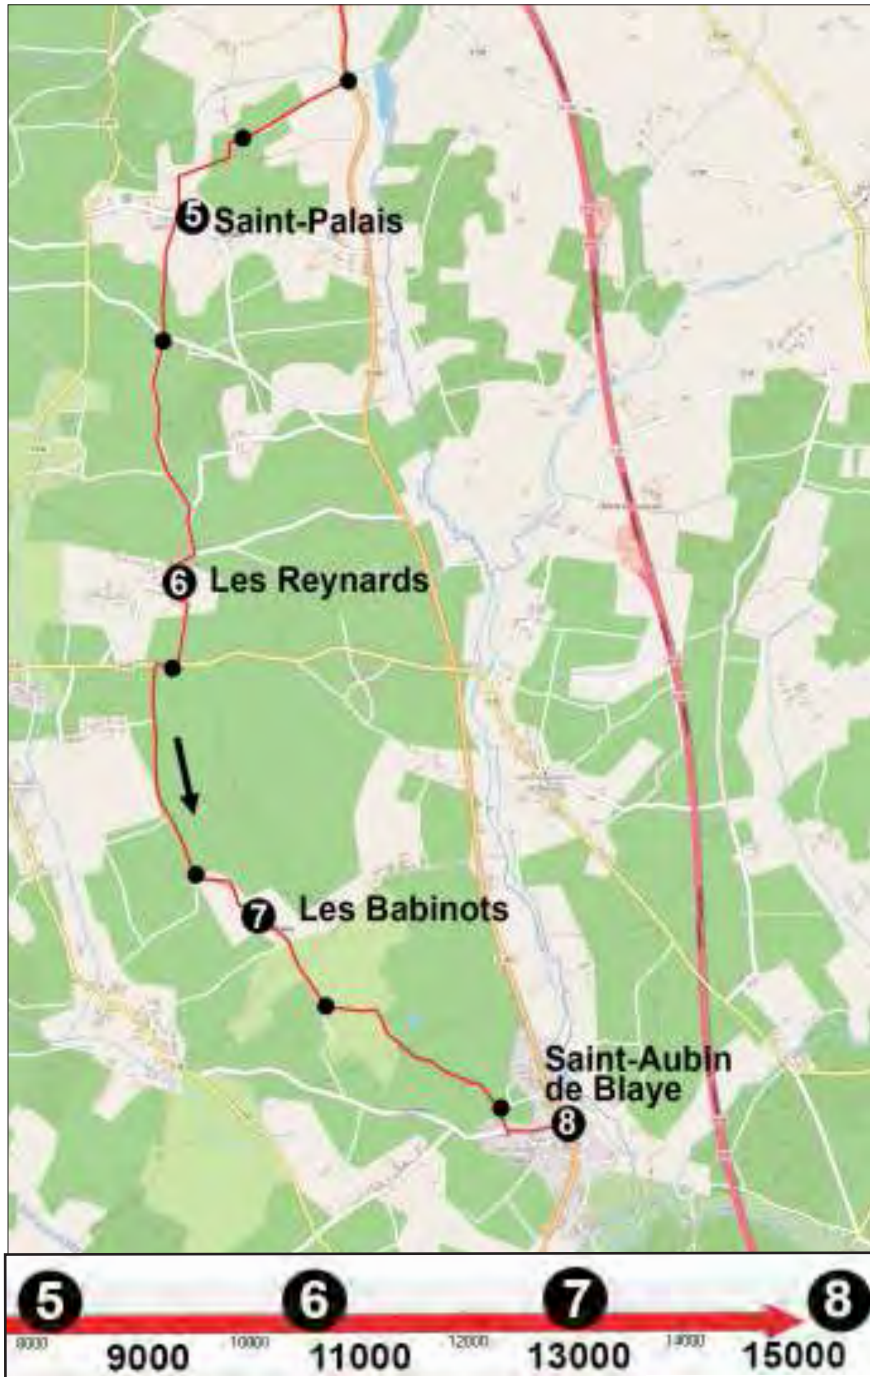 5 Saint-Palais
6 Les Reynards
7 Les Babinots
Saint-Aubin
de Blaye
8
5 6 7 8
8000 9000 10000 11000 12000 13000 14000 15000